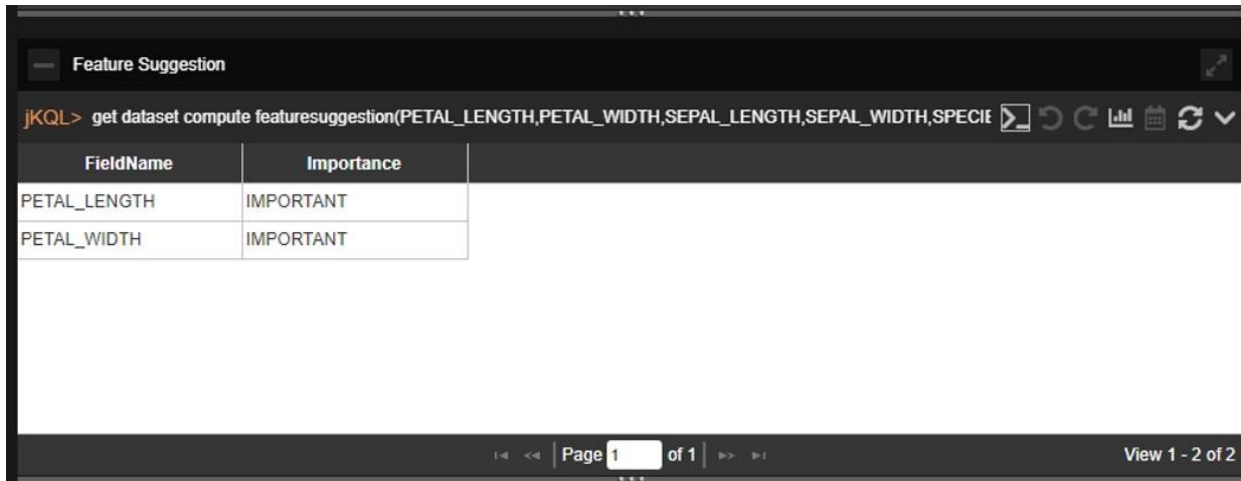 Feature Suggestion
jKQL> get dataset compute featuresuggestion(PETAL_LENGTH,PETAL_WIDTH,SEPAL_LENGTH,SEPAL_WIDTH,SPECIE
FieldName Importance
PETAL_LENGTH IMPORTANT
PETAL_WIDTH IMPORTANT
Page 1 of 1 View 1 - 2 of 2